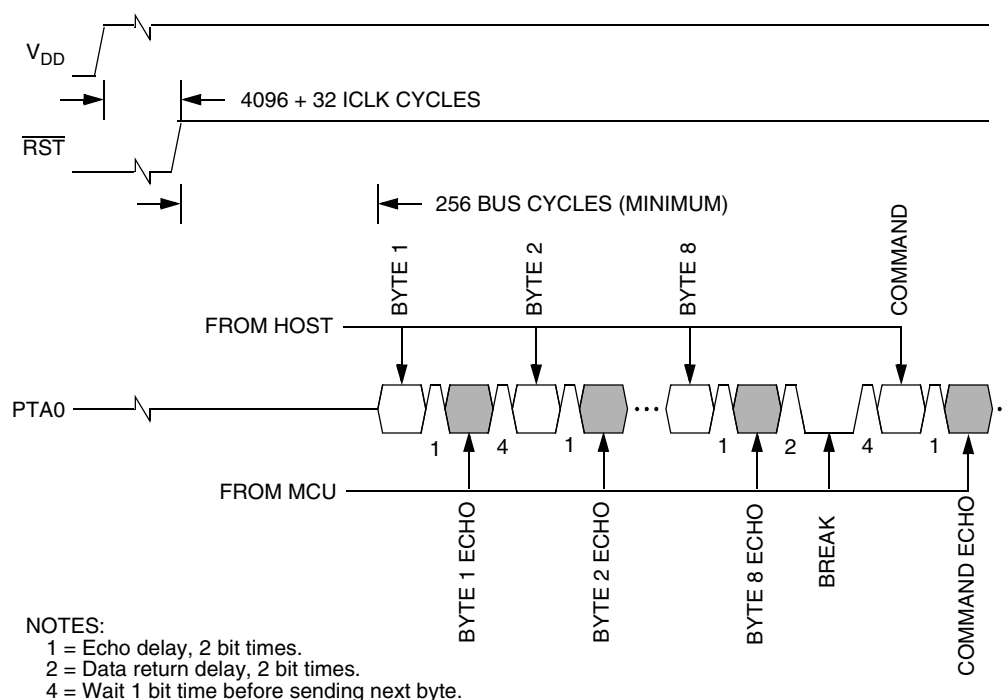 VDD
4096 + 32 ICLK CYCLES
RST
256 BUS CYCLES (MINIMUM)
BYTE 1
BYTE 2
BYTE 8
COMMAND
FROM HOST
PTA0
1
4
1
1
2
4
1
FROM MCU
BYTE 1 ECHO
BYTE 2 ECHO
BYTE 8 ECHO
BREAK
COMMAND ECHO
NOTES:
1 = Echo delay, 2 bit times.
2 = Data return delay, 2 bit times.
4 = Wait 1 bit time before sending next byte.